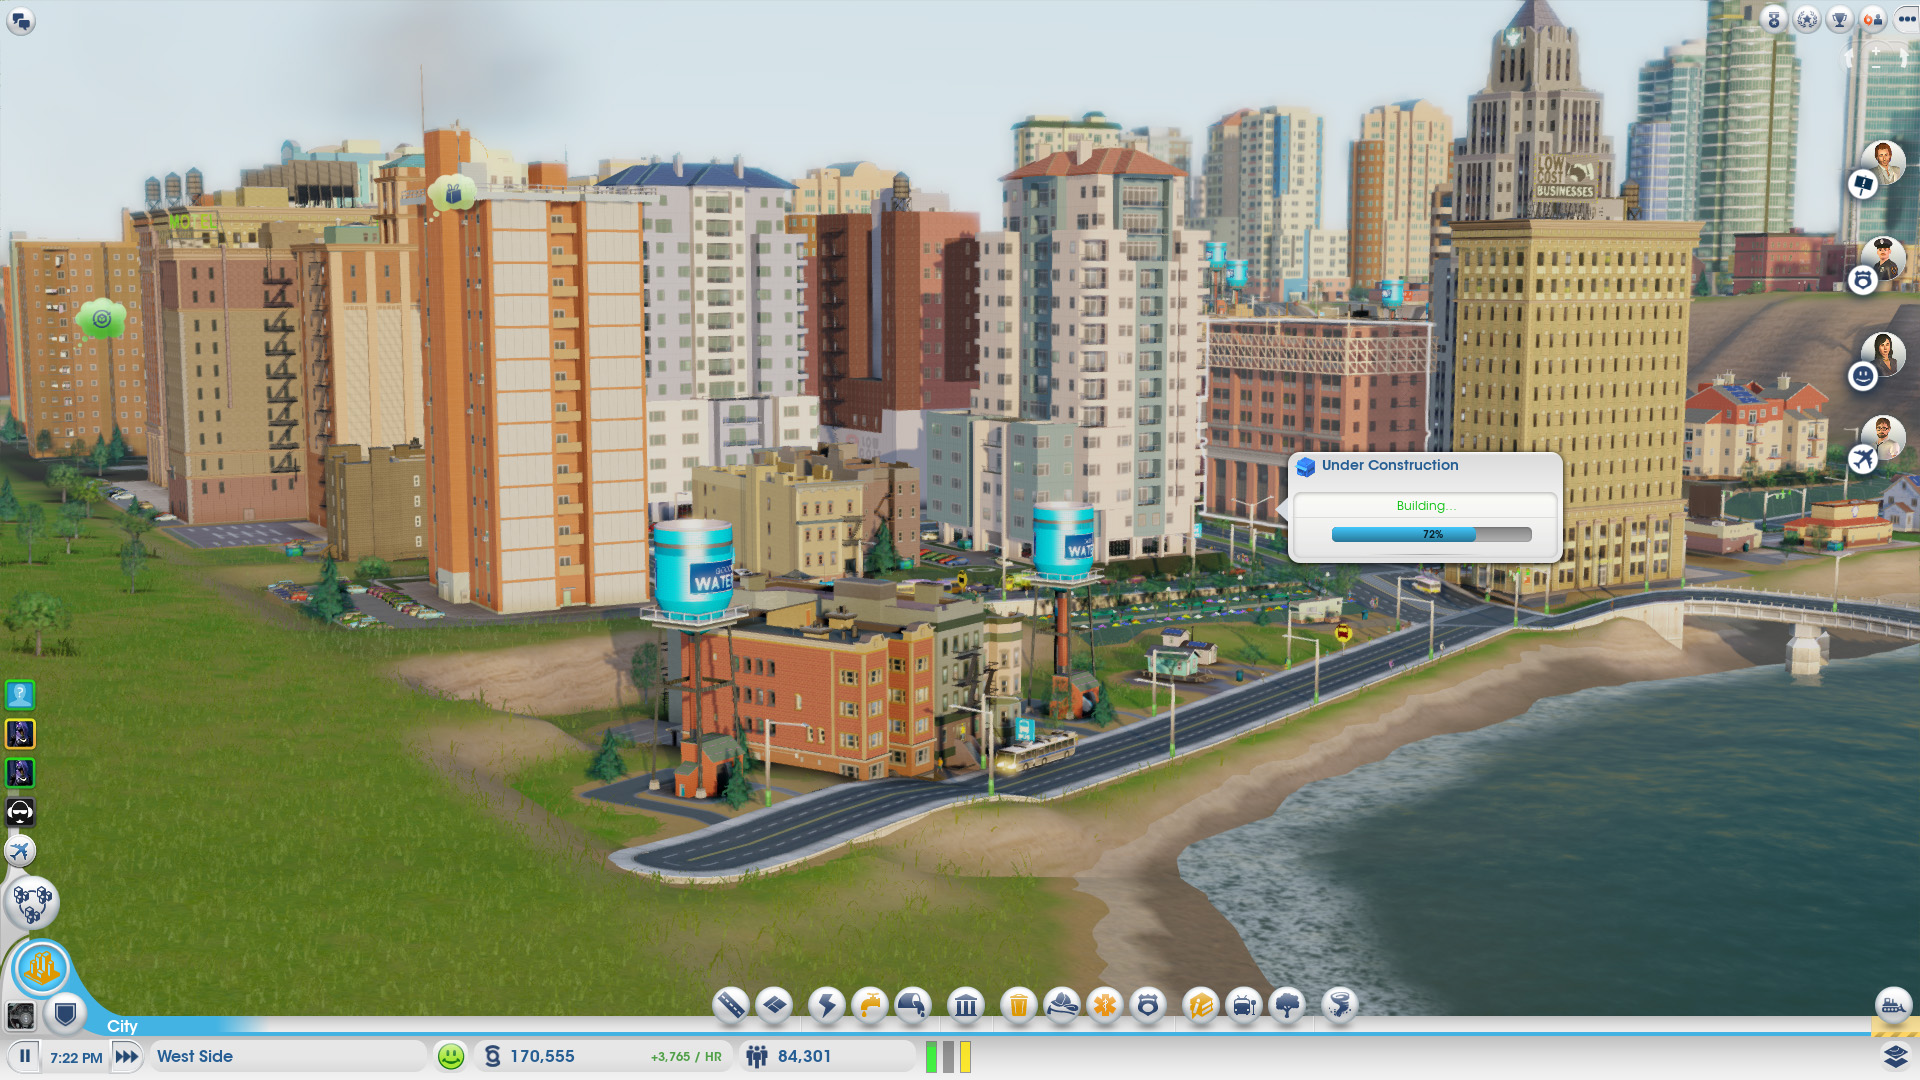 MOTEL
LOW
COST
BUSINESSES
Under Construction
Building...
72%
WATE
WAT
City
7:22 PM
West Side
170,555
+3,765 / HR
84,301